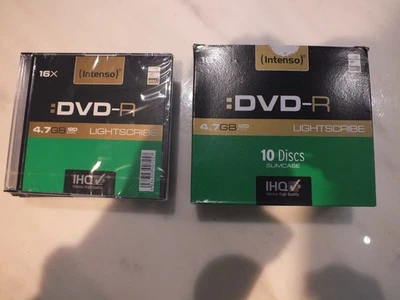 16X
(Intenso)
:DVD-R
4.7GB
LIGHTSCRIBE
IHQ
(Intenso)
:DVD-R
4.7GB
LIGHTSCRIBE
10 Discs
SLIMCASE
IHQ